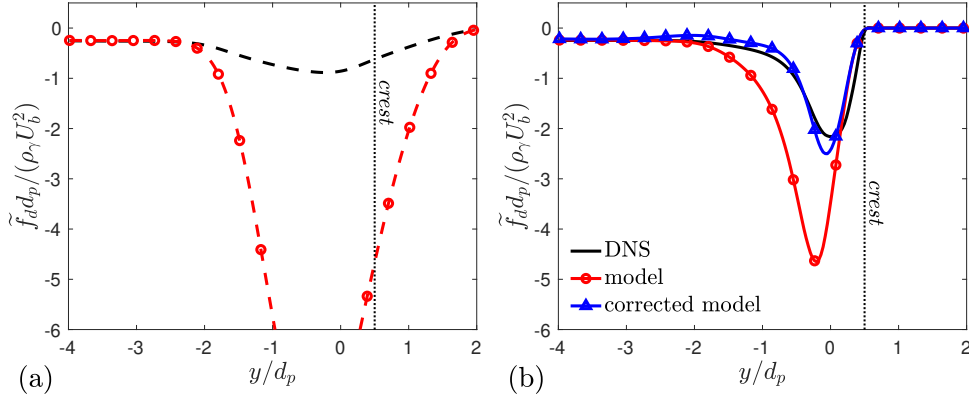 0
-1
-2
-3
-4
-5
-6
f̃_d d_p/(ρ_γ U_b^2)
crest
-4
-3
-2
-1
0
1
2
y/d_p
(a)
0
-1
-2
-3
-4
-5
-6
f̃_d d_p/(ρ_γ U_b^2)
crest
DNS
model
corrected model
-4
-3
-2
-1
0
1
2
y/d_p
(b)